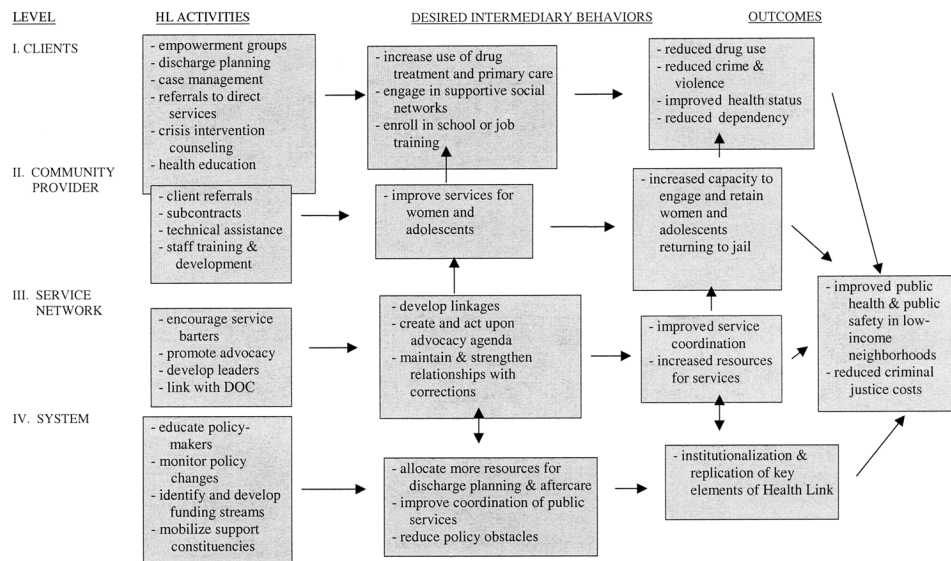 LEVEL
HL ACTIVITIES
DESIRED INTERMEDIARY BEHAVIORS
OUTCOMES
I. CLIENTS
- empowerment groups
- discharge planning
- case management
- referrals to direct
services
- crisis intervention
counseling
- health education
- increase use of drug
treatment and primary care
- engage in supportive social
networks
- enroll in school or job
training
- reduced drug use
- reduced crime &
violence
- improved health status
- reduced dependency
II. COMMUNITY
PROVIDER
- client referrals
- subcontracts
- technical assistance
- staff training &
development
- improve services for
women and
adolescents
- increased capacity to
engage and retain
women and
adolescents
returning to jail
III. SERVICE
NETWORK
- encourage service
barters
- promote advocacy
- develop leaders
- link with DOC
- develop linkages
- create and act upon
advocacy agenda
- maintain & strengthen
relationships with
corrections
- improved service
coordination
- increased resources
for services
- improved public
health & public
safety in low-
income
neighborhoods
- reduced criminal
justice costs
IV. SYSTEM
- educate policy-
makers
- monitor policy
changes
- identify and develop
funding streams
- mobilize support
constituencies
- allocate more resources for
discharge planning & aftercare
- improve coordination of public
services
- reduce policy obstacles
- institutionalization &
replication of key
elements of Health Link